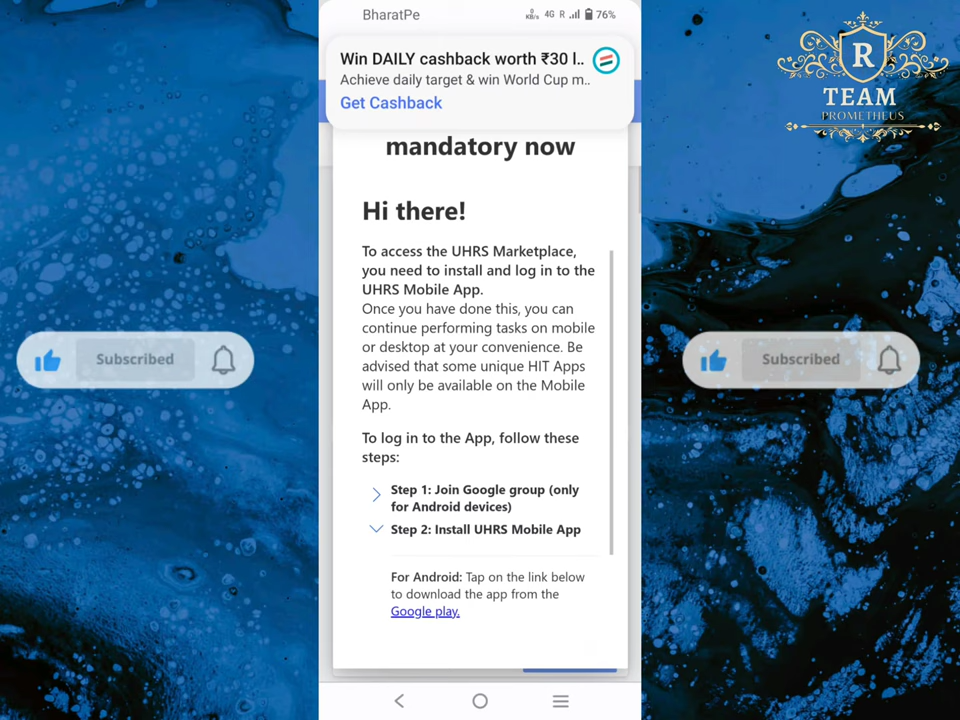 BharatPe
0 KB/s 4G R 76%
Win DAILY cashback worth ₹30 l..
Achieve daily target & win World Cup m..
Get Cashback
mandatory now
Hi there!
To access the UHRS Marketplace,
you need to install and log in to the
UHRS Mobile App.
Once you have done this, you can
continue performing tasks on mobile
or desktop at your convenience. Be
advised that some unique HIT Apps
will only be available on the Mobile
App.
To log in to the App, follow these
steps:
Step 1: Join Google group (only
for Android devices)
Step 2: Install UHRS Mobile App
For Android: Tap on the link below
to download the app from the
Google play.
Subscribed
Subscribed
R
TEAM
PROMETHEUS